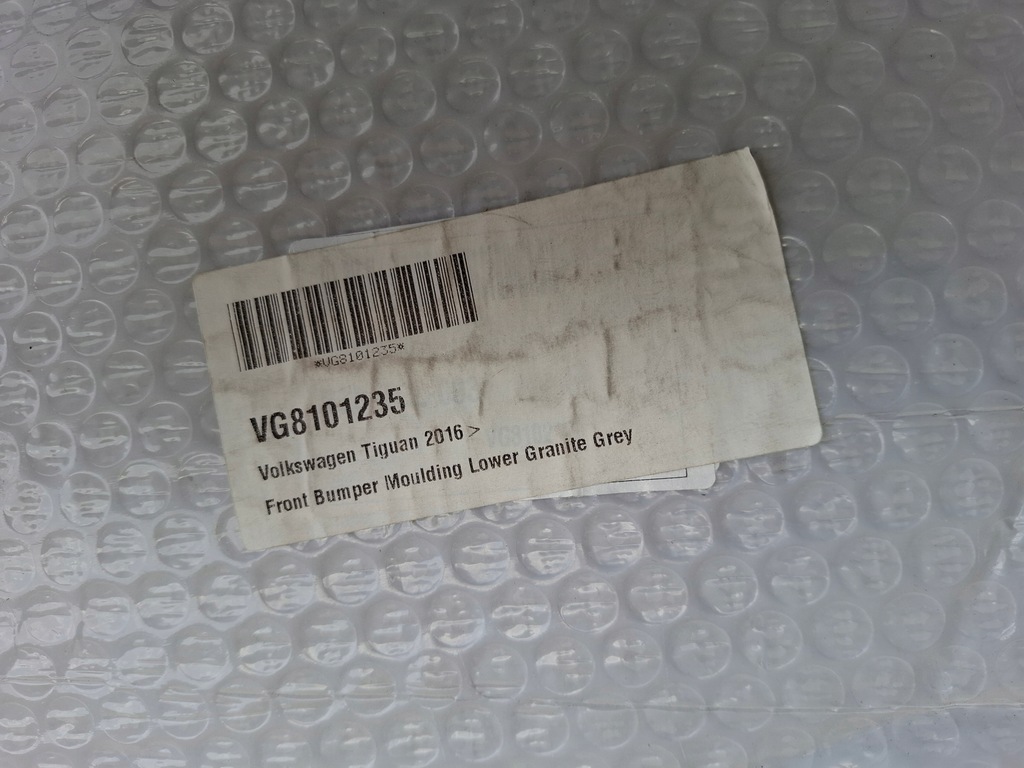 *VG8101235*
VG8101235
Volkswagen Tiguan 2016 >
Front Bumper Moulding Lower Granite Grey